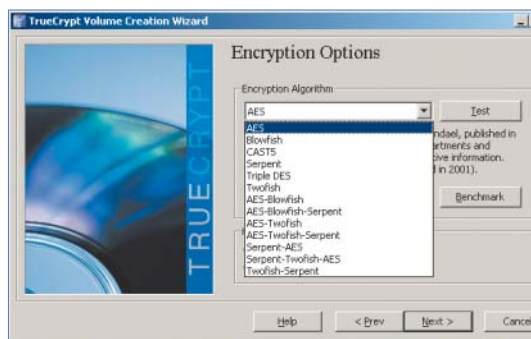 TrueCrypt Volume Creation Wizard
TRUECRYPT
Encryption Options
Encryption Algorithm
AES
Test
AES
Blowfish
CAST5
Serpent
Triple DES
Twofish
AES-Blowfish
AES-Blowfish-Serpent
AES-Twofish
AES-Twofish-Serpent
Serpent-AES
Serpent-Twofish-AES
Twofish-Serpent
ndael, published in
artments and
tive information.
d in 2001).
Benchmark
Help
< Prev
Next >
Cancel